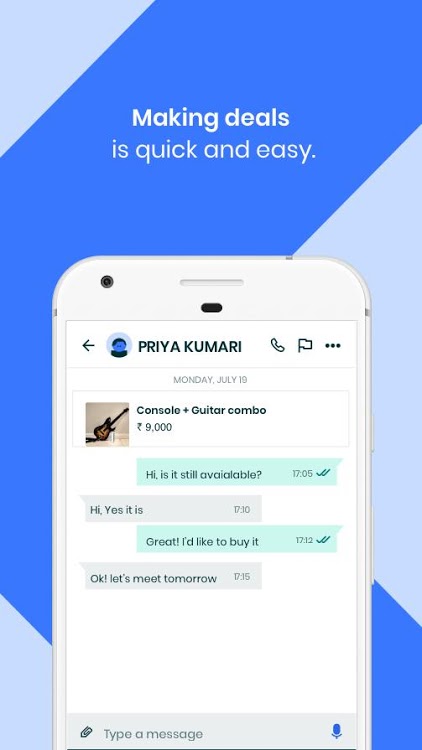 Making deals
is quick and easy.
PRIYA KUMARI
MONDAY, JULY 19
Console + Guitar combo
₹ 9,000
Hi, is it still avaialable? 17:05
Hi, Yes it is 17:10
Great! I'd like to buy it 17:12
Ok! let's meet tomorrow 17:15
Type a message